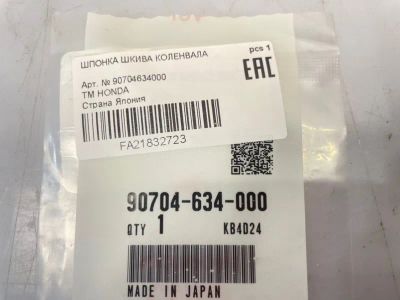 ШПОНКА ШКИВА КОЛЕНВАЛА
pcs 1
Арт. № 90704634000
ТМ HONDA
Страна Япония
EAC
FA21832723
90704-634-000
QTY 1
KB4D24
MADE IN JAPAN